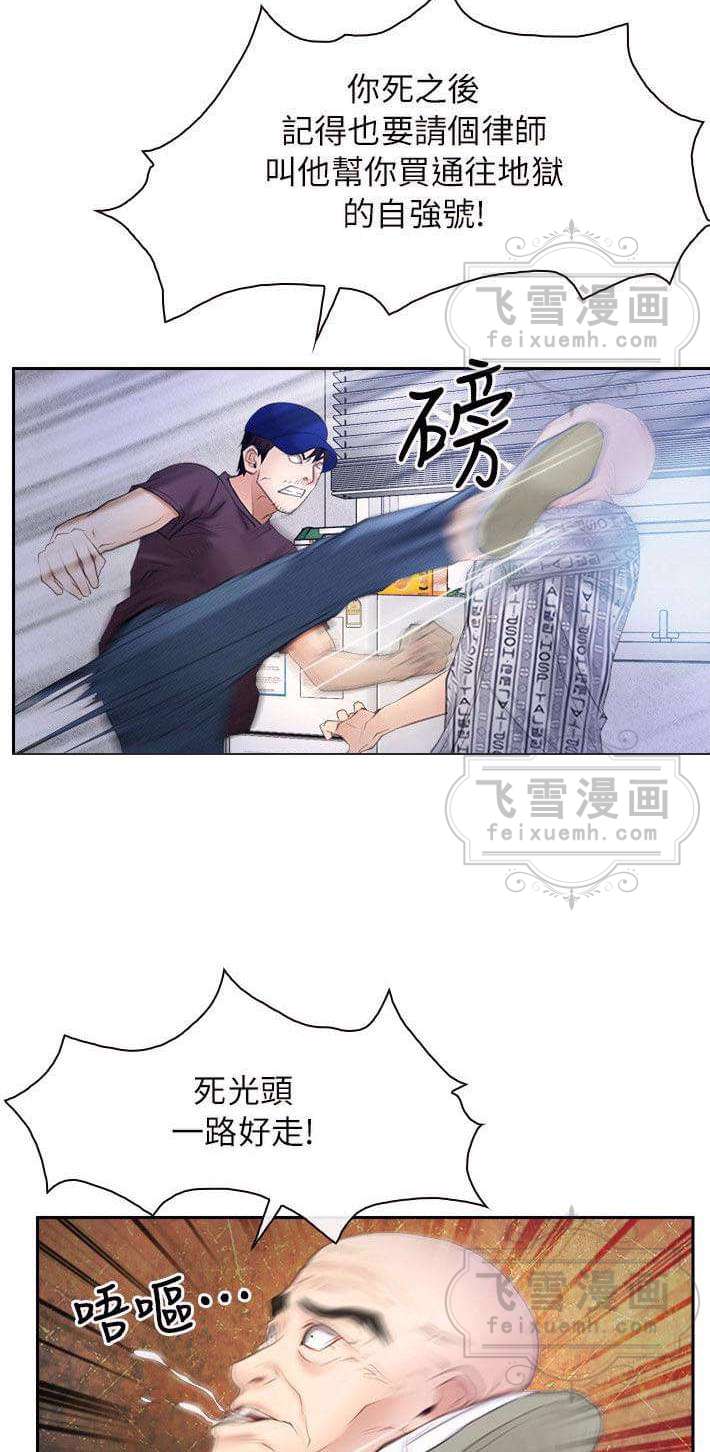 你死之後
記得也要請個律師
叫他幫你買通往地獄
的自強號!
飞雪漫画
feixuemh.com
磅
飞雪漫画
feixuemh.com
死光頭
一路好走!
唔嘔…
飞雪漫画
feixuemh.com